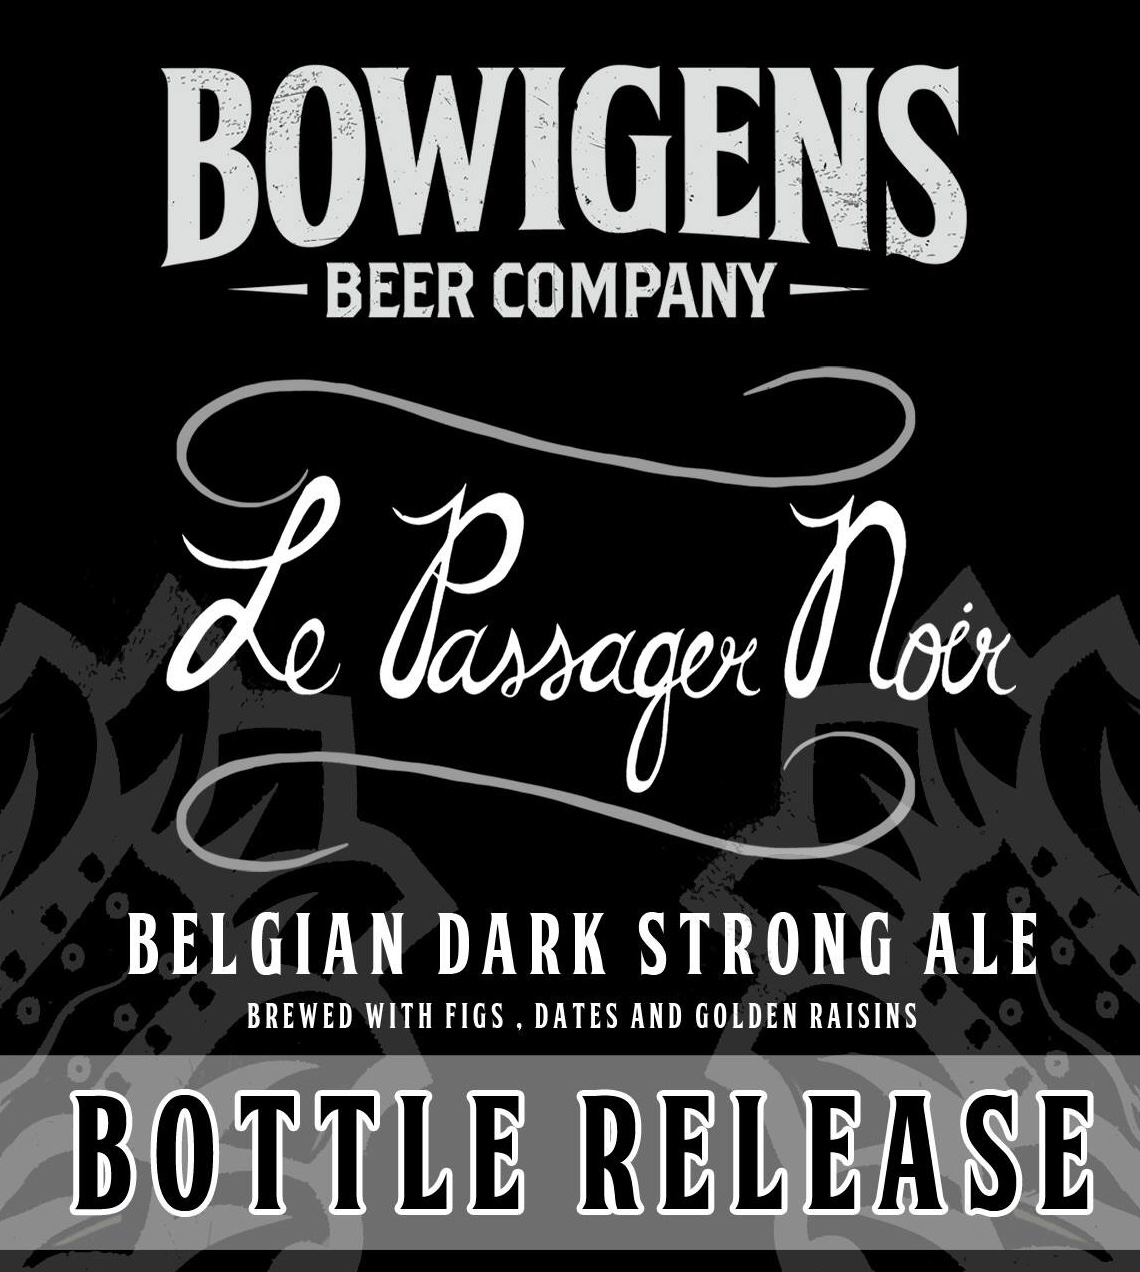 BOWIGENS
BEER COMPANY
Le Passager Noir
BELGIAN DARK STRONG ALE
BREWED WITH FIGS , DATES AND GOLDEN RAISINS
BOTTLE RELEASE